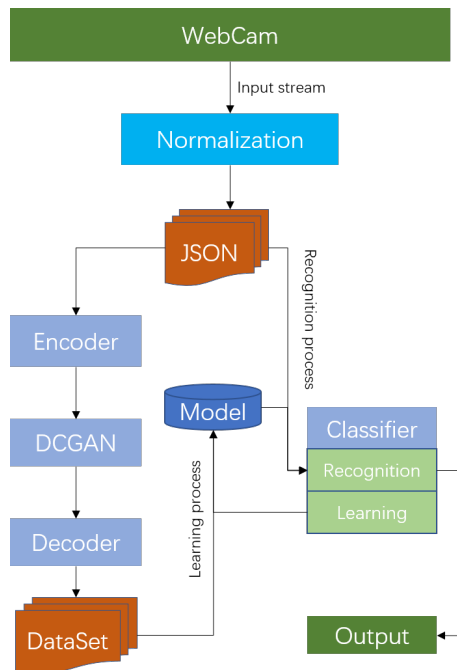 WebCam
Input stream
Normalization
JSON
Recognition process
Encoder
Model
Classifier
DCGAN
Recognition
Learning
Learning process
Decoder
DataSet
Output